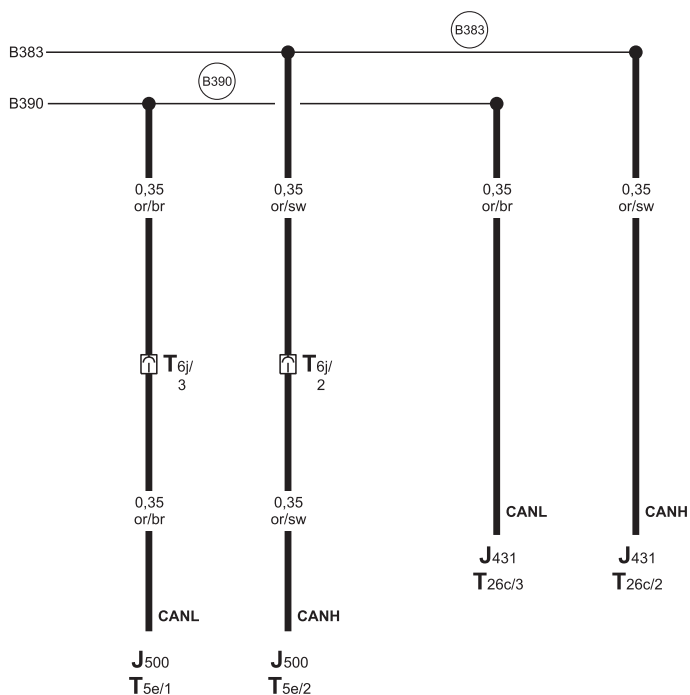 B383
B383
B390
B390
0,35
or/br
0,35
or/sw
0,35
or/br
0,35
or/sw
T6j/
3
T6j/
2
0,35
or/br
0,35
or/sw
CANL
CANH
J431
T26c/3
J431
T26c/2
CANL
CANH
J500
T5e/1
J500
T5e/2